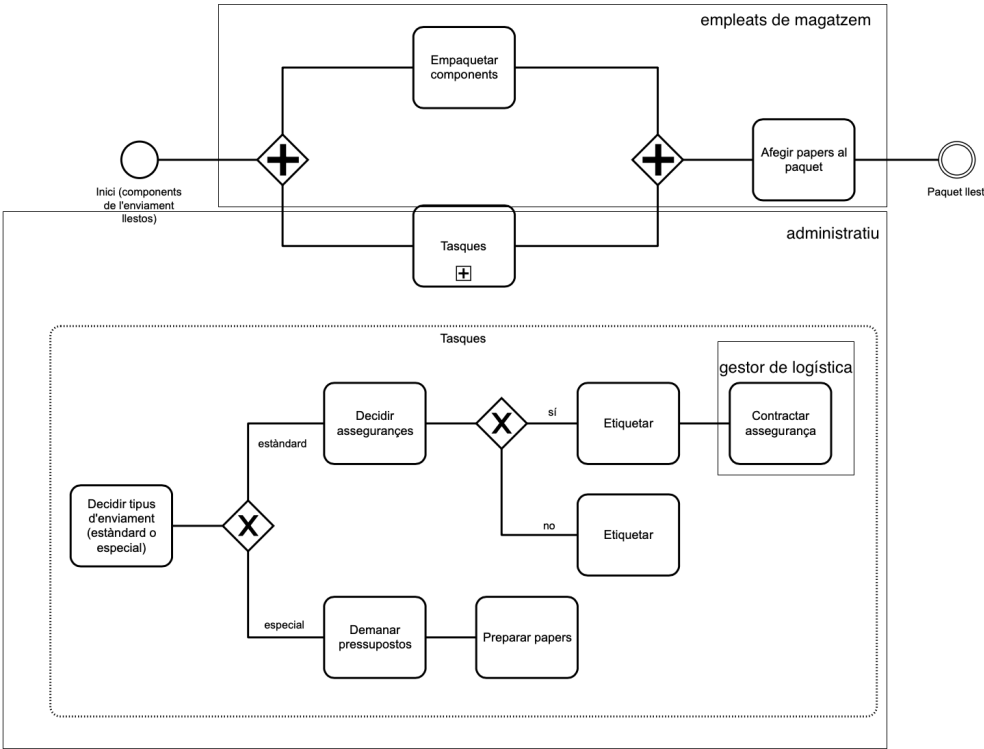 empleats de magatzem
Empaquetar
components
Afegir papers al
paquet
Inici (components
de l'enviament
llestos)
Paquet llest
administratiu
Tasques
Tasques
gestor de logística
Decidir
assegurançes
sí
Etiquetar
Contractar
assegurança
estàndard
Decidir tipus
d'enviament
(estàndard o
especial)
X
X
no
Etiquetar
especial
Demanar
pressupostos
Preparar papers